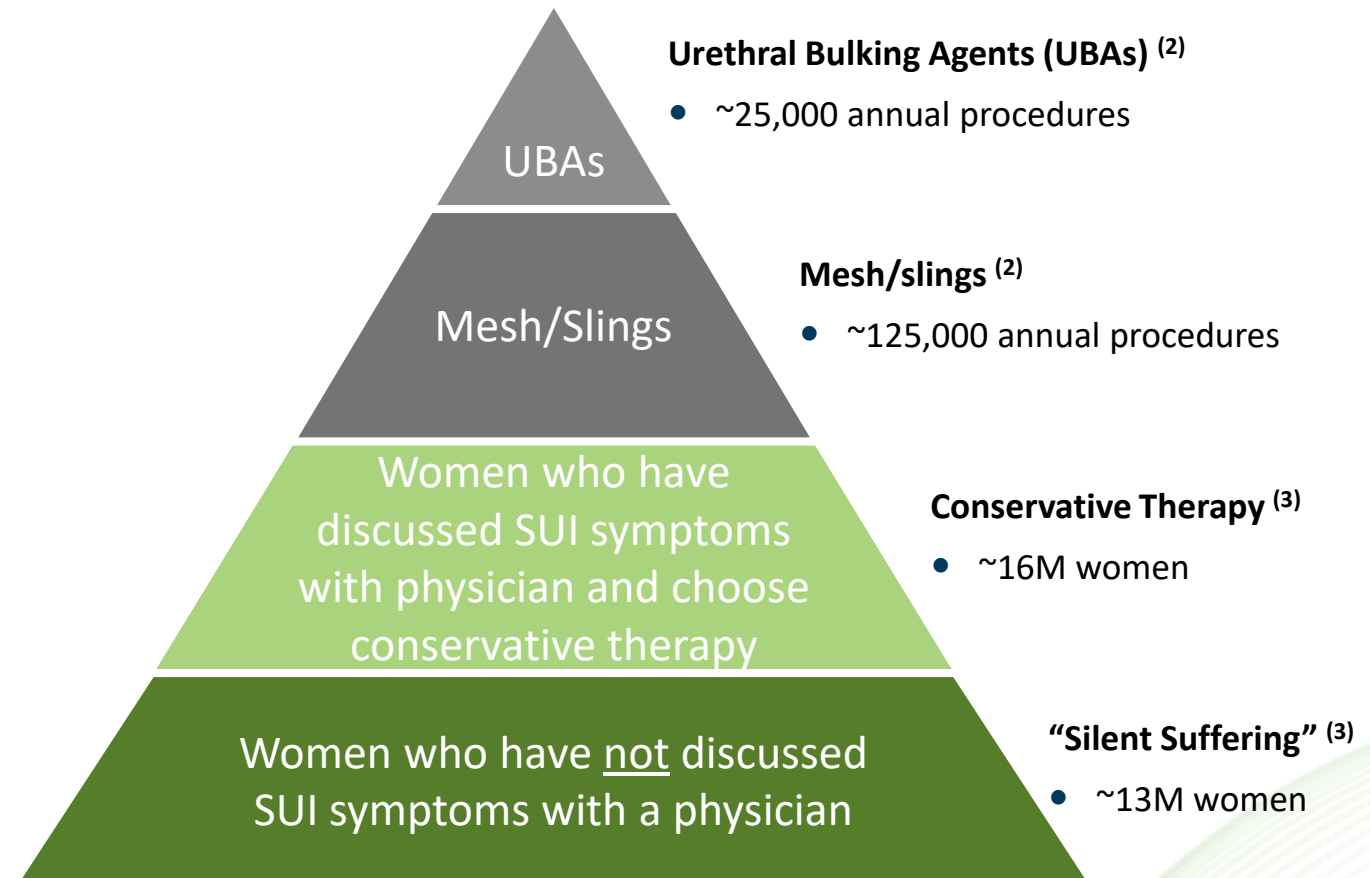 Urethral Bulking Agents (UBAs) (2)
• ~25,000 annual procedures
UBAs
Mesh/slings (2)
• ~125,000 annual procedures
Mesh/Slings
Women who have
discussed SUI symptoms
with physician and choose
conservative therapy
Conservative Therapy (3)
• ~16M women
Women who have not discussed
SUI symptoms with a physician
“Silent Suffering” (3)
• ~13M women